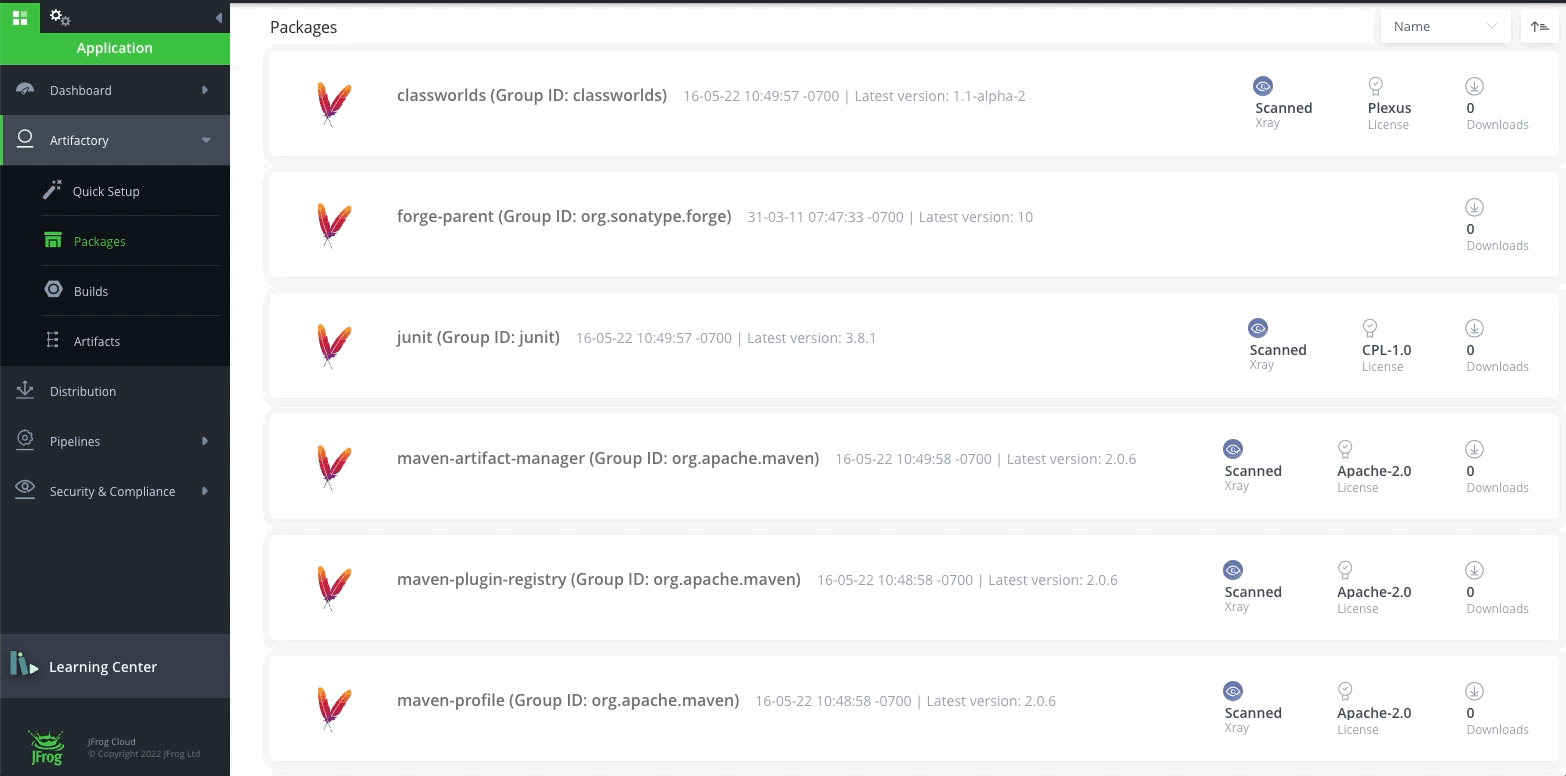 Application
Dashboard
Artifactory
Quick Setup
Packages
Builds
Artifacts
Distribution
Pipelines
Security & Compliance
Learning Center
JFrog
JFrog Cloud
© Copyright 2022 JFrog Ltd
Packages
Name
classworlds (Group ID: classworlds) 16-05-22 10:49:57 -0700 | Latest version: 1.1-alpha-2
Scanned Plexus 0
Xray License Downloads
forge-parent (Group ID: org.sonatype.forge) 31-03-11 07:47:33 -0700 | Latest version: 10
0
Downloads
junit (Group ID: junit) 16-05-22 10:49:57 -0700 | Latest version: 3.8.1
Scanned CPL-1.0 0
Xray License Downloads
maven-artifact-manager (Group ID: org.apache.maven) 16-05-22 10:49:58 -0700 | Latest version: 2.0.6
Scanned Apache-2.0 0
Xray License Downloads
maven-plugin-registry (Group ID: org.apache.maven) 16-05-22 10:48:58 -0700 | Latest version: 2.0.6
Scanned Apache-2.0 0
Xray License Downloads
maven-profile (Group ID: org.apache.maven) 16-05-22 10:48:58 -0700 | Latest version: 2.0.6
Scanned Apache-2.0 0
Xray License Downloads